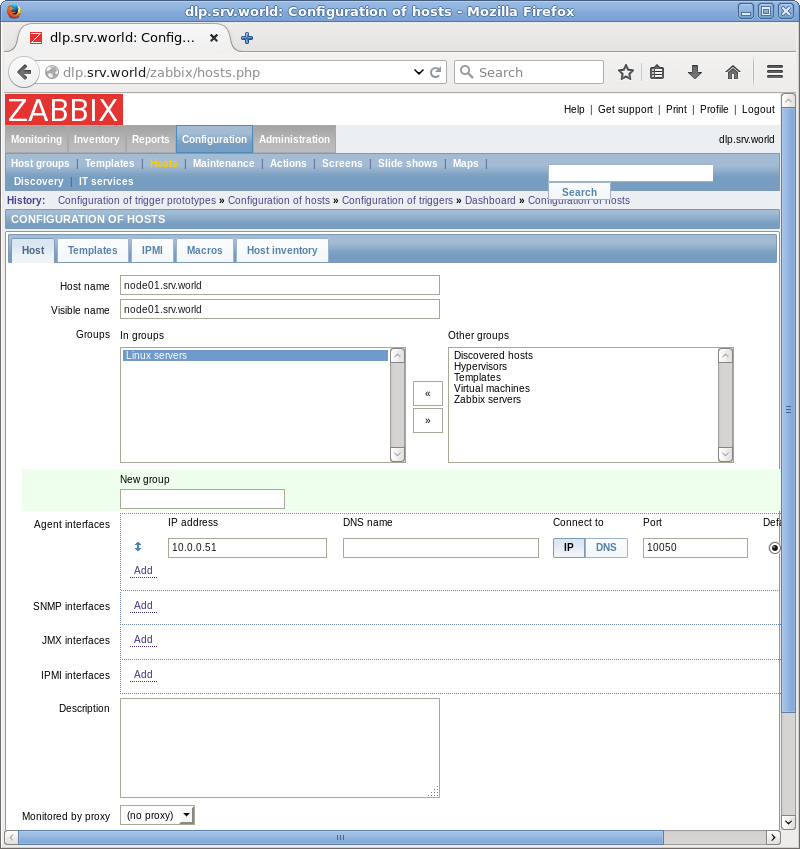 dlp.srv.world: Configuration of hosts - Mozilla Firefox
dlp.srv.world: Config...
dlp.srv.world/zabbix/hosts.php
Search
ZABBIX
Help | Get support | Print | Profile | Logout
Monitoring Inventory Reports Configuration Administration
dlp.srv.world
Host groups | Templates | Hosts | Maintenance | Actions | Screens | Slide shows | Maps |
Discovery | IT services
Search
History: Configuration of trigger prototypes » Configuration of hosts » Configuration of triggers » Dashboard » Configuration of hosts
CONFIGURATION OF HOSTS
Host Templates IPMI Macros Host inventory
Host name node01.srv.world
Visible name node01.srv.world
Groups In groups Other groups
Linux servers
Discovered hosts
Hypervisors
Templates
Virtual machines
Zabbix servers
«
»
New group
Agent interfaces IP address DNS name Connect to Port Defa
10.0.0.51 IP DNS 10050
Add
SNMP interfaces Add
JMX interfaces Add
IPMI interfaces Add
Description
Monitored by proxy (no proxy)